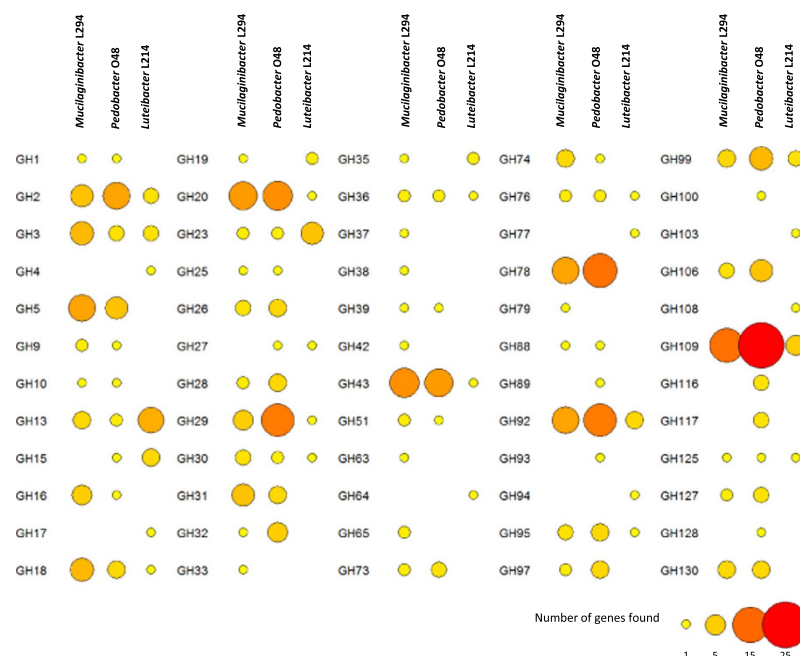 Mucilaginibacter L294 Pedobacter O48 Luteibacter L214 Mucilaginibacter L294 Pedobacter O48 Luteibacter L214 Mucilaginibacter L294 Pedobacter O48 Luteibacter L214 Mucilaginibacter L294 Pedobacter O48 Luteibacter L214 Mucilaginibacter L294 Pedobacter O48 Luteibacter L214
GH1 GH19 GH35 GH74 GH99
GH2 GH20 GH36 GH76 GH100
GH3 GH23 GH37 GH77 GH103
GH4 GH25 GH38 GH78 GH106
GH5 GH26 GH39 GH79 GH108
GH9 GH27 GH42 GH88 GH109
GH10 GH28 GH43 GH89 GH116
GH13 GH29 GH51 GH92 GH117
GH15 GH30 GH63 GH93 GH125
GH16 GH31 GH64 GH94 GH127
GH17 GH32 GH65 GH95 GH128
GH18 GH33 GH73 GH97 GH130
Number of genes found
1 5 15 25